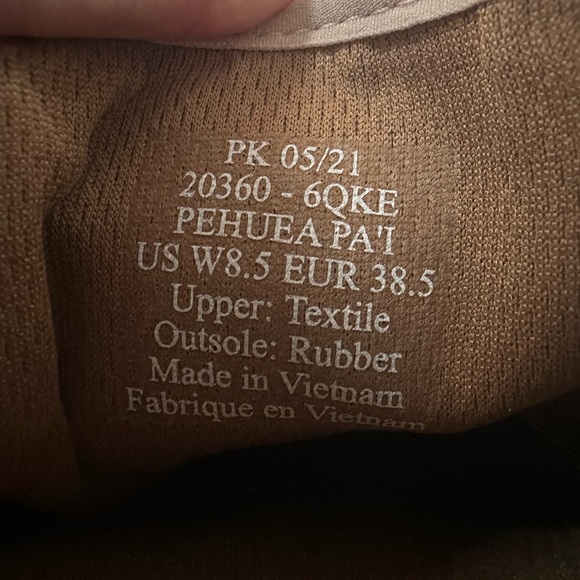 PK 05/21
20360 - 6QKE
PEHUEA PA'I
US W8.5 EUR 38.5
Upper: Textile
Outsole: Rubber
Made in Vietnam
Fabrique en Vietnam